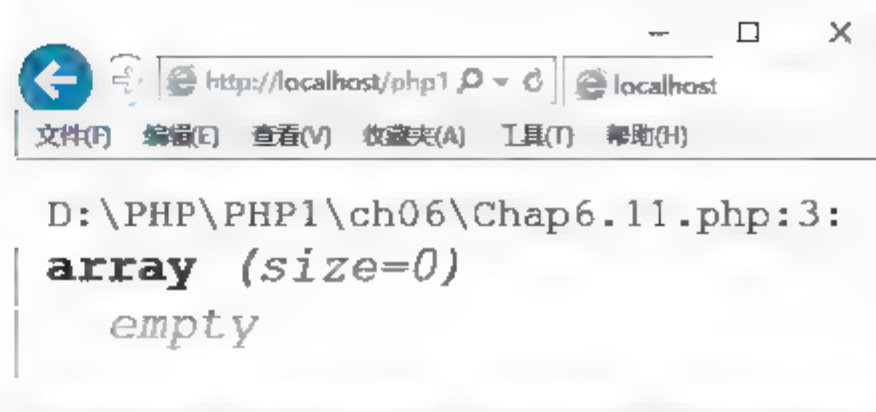 http://localhost/php1 localhost
文件(F) 编辑(E) 查看(V) 收藏夹(A) 工具(T) 帮助(H)
D:\PHP\PHP1\ch06\Chap6.11.php:3:
array (size=0)
empty